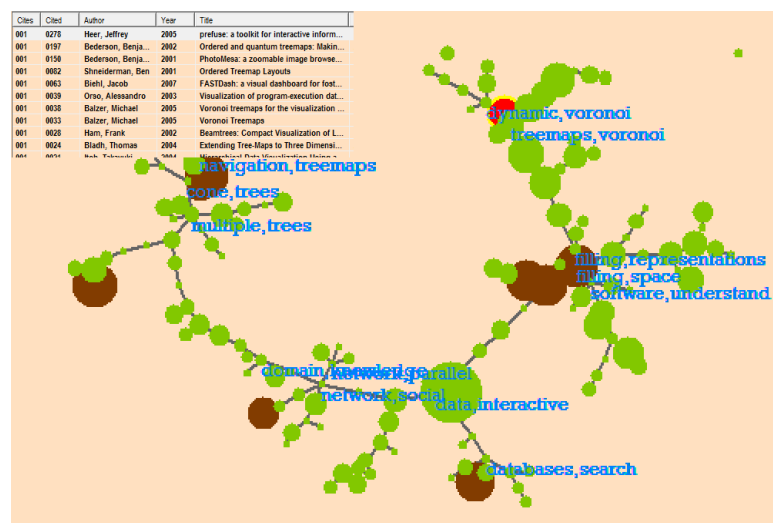 Cites Cited Author Year Title
001 0278 Heer, Jeffrey 2005 prefuse: a toolkit for interactive inform...
001 0197 Bederson, Benja... 2002 Ordered and quantum treemaps: Makin...
001 0150 Bederson, Benja... 2001 PhotoMesa: a zoomable image browse...
001 0082 Shneiderman, Ben 2001 Ordered Treemap Layouts
001 0063 Biehl, Jacob 2007 FASTDash: a visual dashboard for fost...
001 0039 Orso, Alessandro 2003 Visualization of program-execution dat...
001 0038 Balzer, Michael 2005 Voronoi treemaps for the visualization ...
001 0033 Balzer, Michael 2005 Voronoi Treemaps
001 0028 Ham, Frank 2002 Beamtrees: Compact Visualization of L...
001 0024 Bladh, Thomas 2004 Extending Tree-Maps to Three Dimensi...
dynamic,voronoi
treemaps,voronoi
navigation,treemaps
cone,trees
multiple,trees
filing,representations
filing,space
software,understand
domain,knowledge
network,parallel
network,social
data,interactive
databases,search